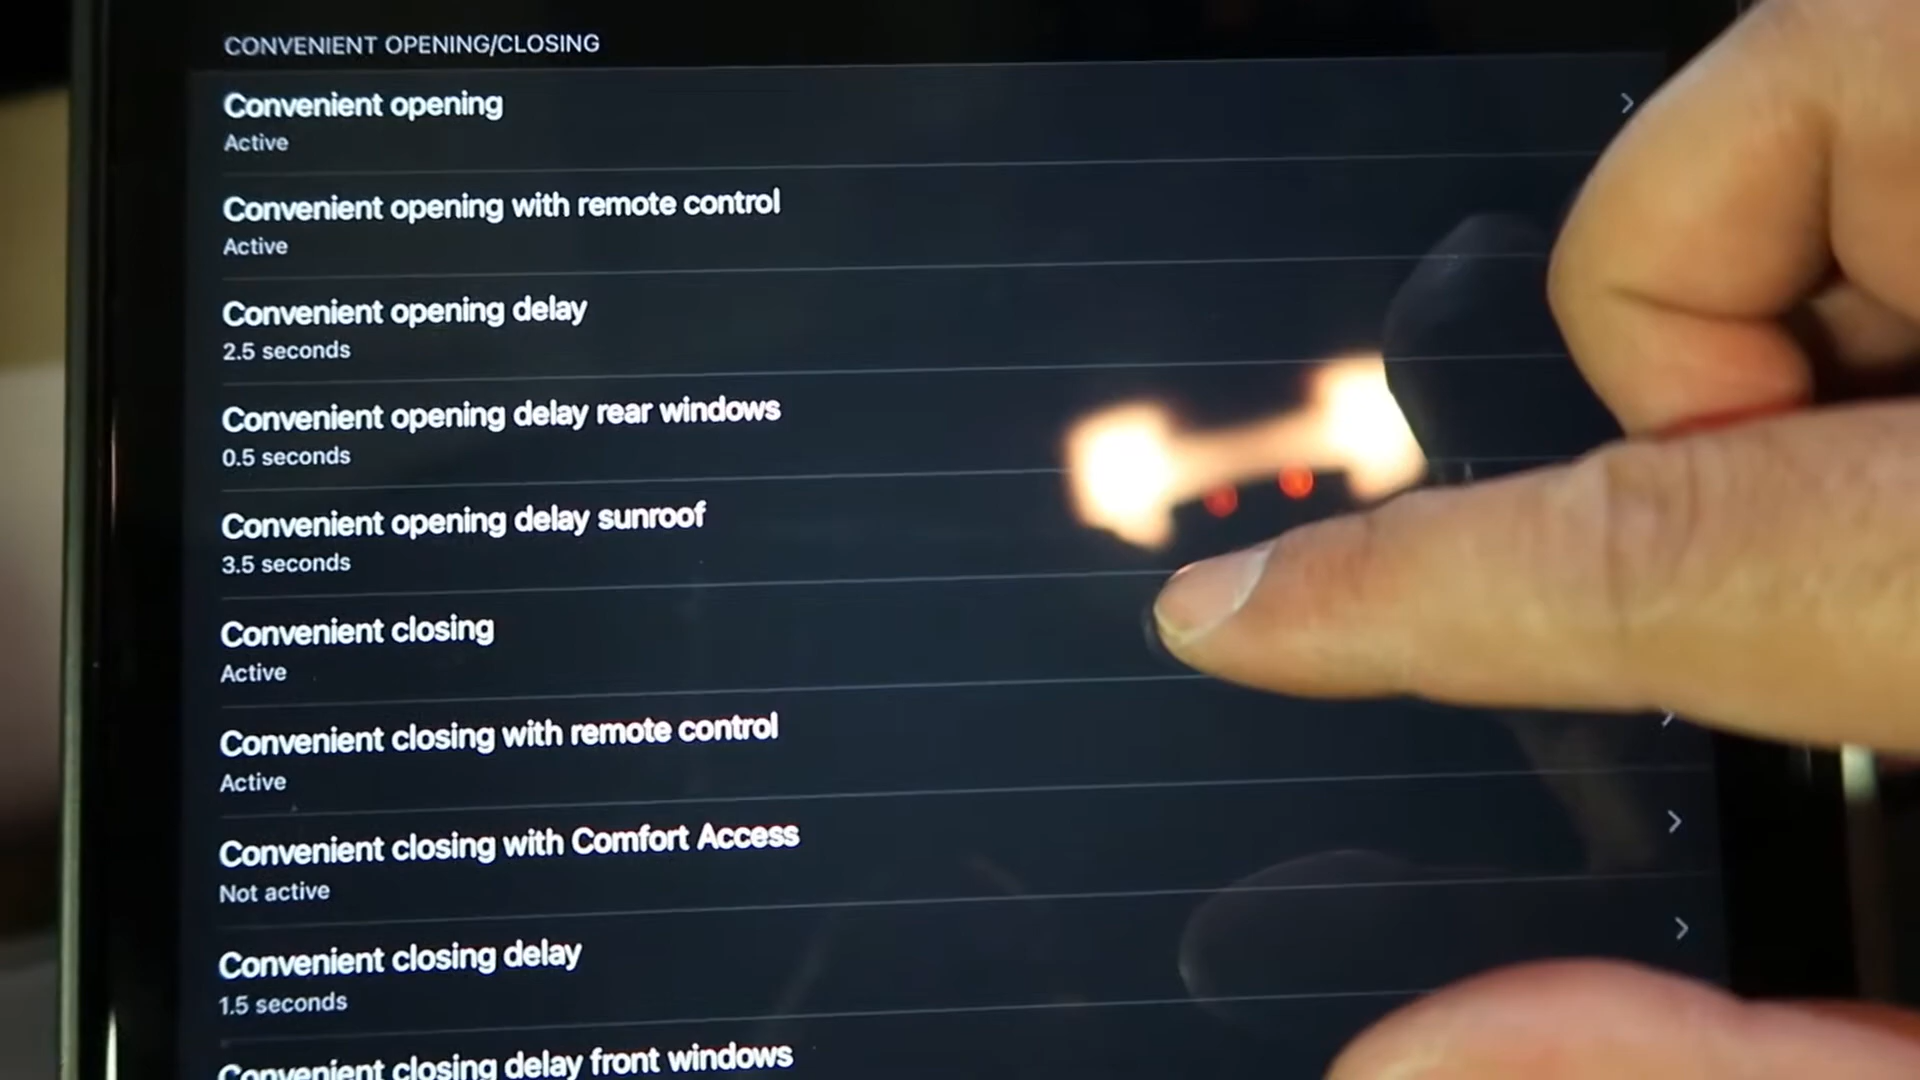 CONVENIENT OPENING/CLOSING
Convenient opening
Active
Convenient opening with remote control
Active
Convenient opening delay
2.5 seconds
Convenient opening delay rear windows
0.5 seconds
Convenient opening delay sunroof
3.5 seconds
Convenient closing
Active
Convenient closing with remote control
Active
Convenient closing with Comfort Access
Not active
Convenient closing delay
1.5 seconds
Convenient closing delay front windows